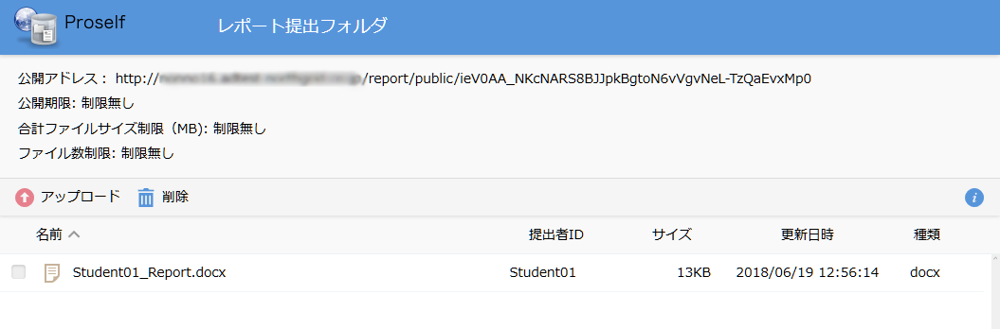 Proself
レポート提出フォルダ
公開アドレス： http:///report/public/ieV0AA_NKcNARS8BJJpkBgtoN6vVgvNeL-TzQaEvxMp0
公開期限: 制限無し
合計ファイルサイズ制限（MB): 制限無し
ファイル数制限: 制限無し
アップロード 削除 i
名前 提出者ID サイズ 更新日時 種類
Student01_Report.docx Student01 13KB 2018/06/19 12:56:14 docx